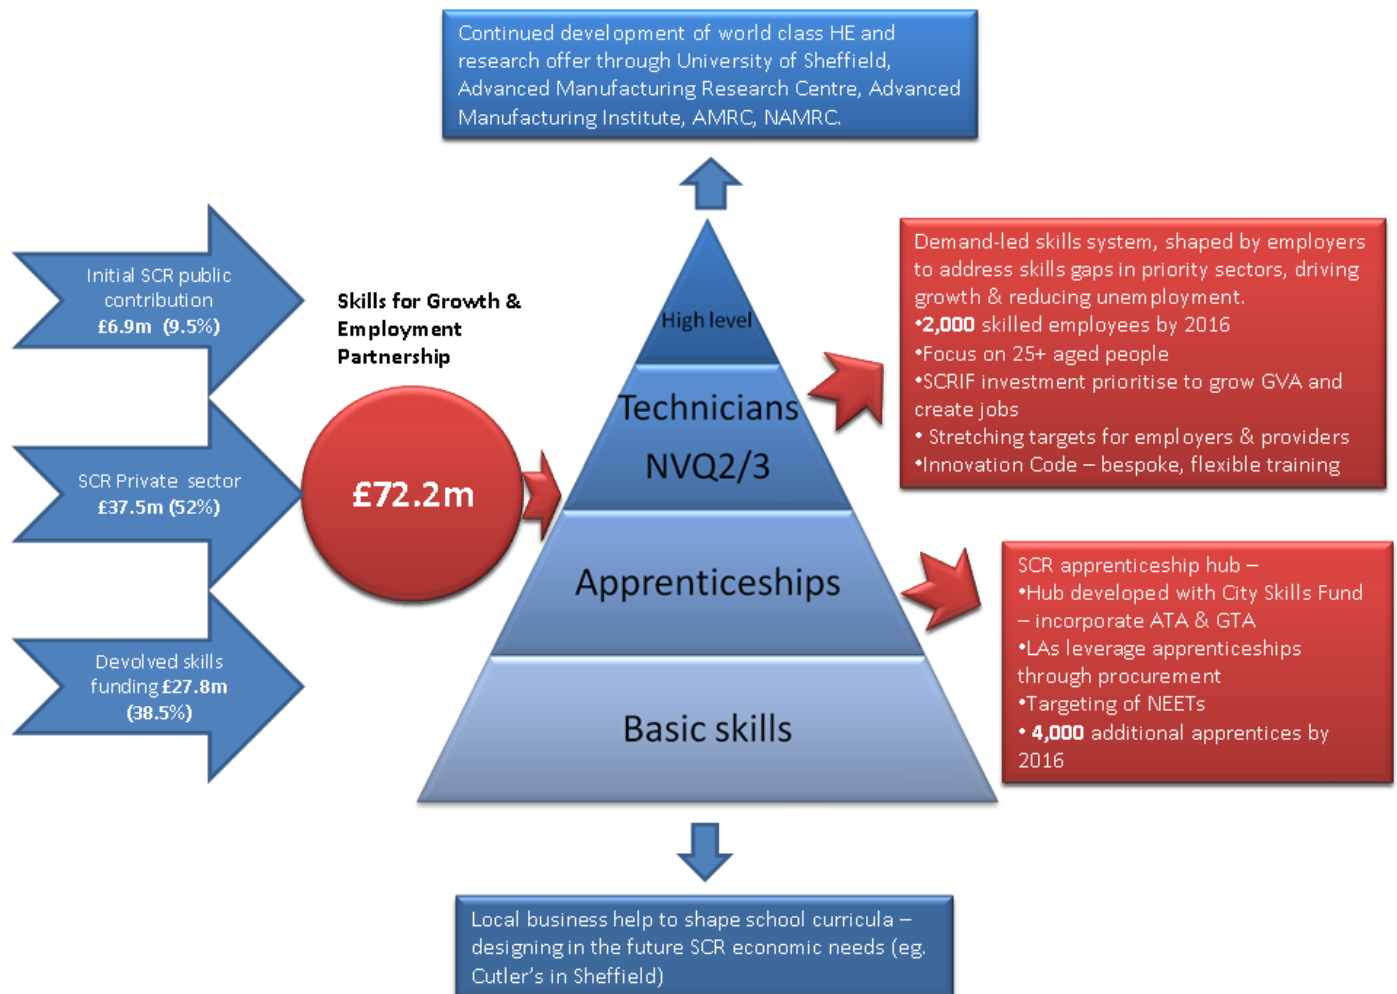 Continued development of world class HE and
research offer through University of Sheffield,
Advanced Manufacturing Research Centre, Advanced
Manufacturing Institute, AMRC, NAMRC.
Initial SCR public
contribution
£6.9m (9.5%)
SCR Private sector
£37.5m (52%)
Devolved skills
funding £27.8m
(38.5%)
Skills for Growth &
Employment
Partnership
£72.2m
High level
Technicians
NVQ2/3
Apprenticeships
Basic skills
Demand-led skills system, shaped by employers
to address skills gaps in priority sectors, driving
growth & reducing unemployment.
•2,000 skilled employees by 2016
•Focus on 25+ aged people
•SCRIF investment prioritise to grow GVA and
create jobs
• Stretching targets for employers & providers
•Innovation Code – bespoke, flexible training
SCR apprenticeship hub –
•Hub developed with City Skills Fund
– incorporate ATA & GTA
•LAs leverage apprenticeships
through procurement
•Targeting of NEETs
• 4,000 additional apprentices by
2016
Local business help to shape school curricula –
designing in the future SCR economic needs (eg.
Cutler's in Sheffield)